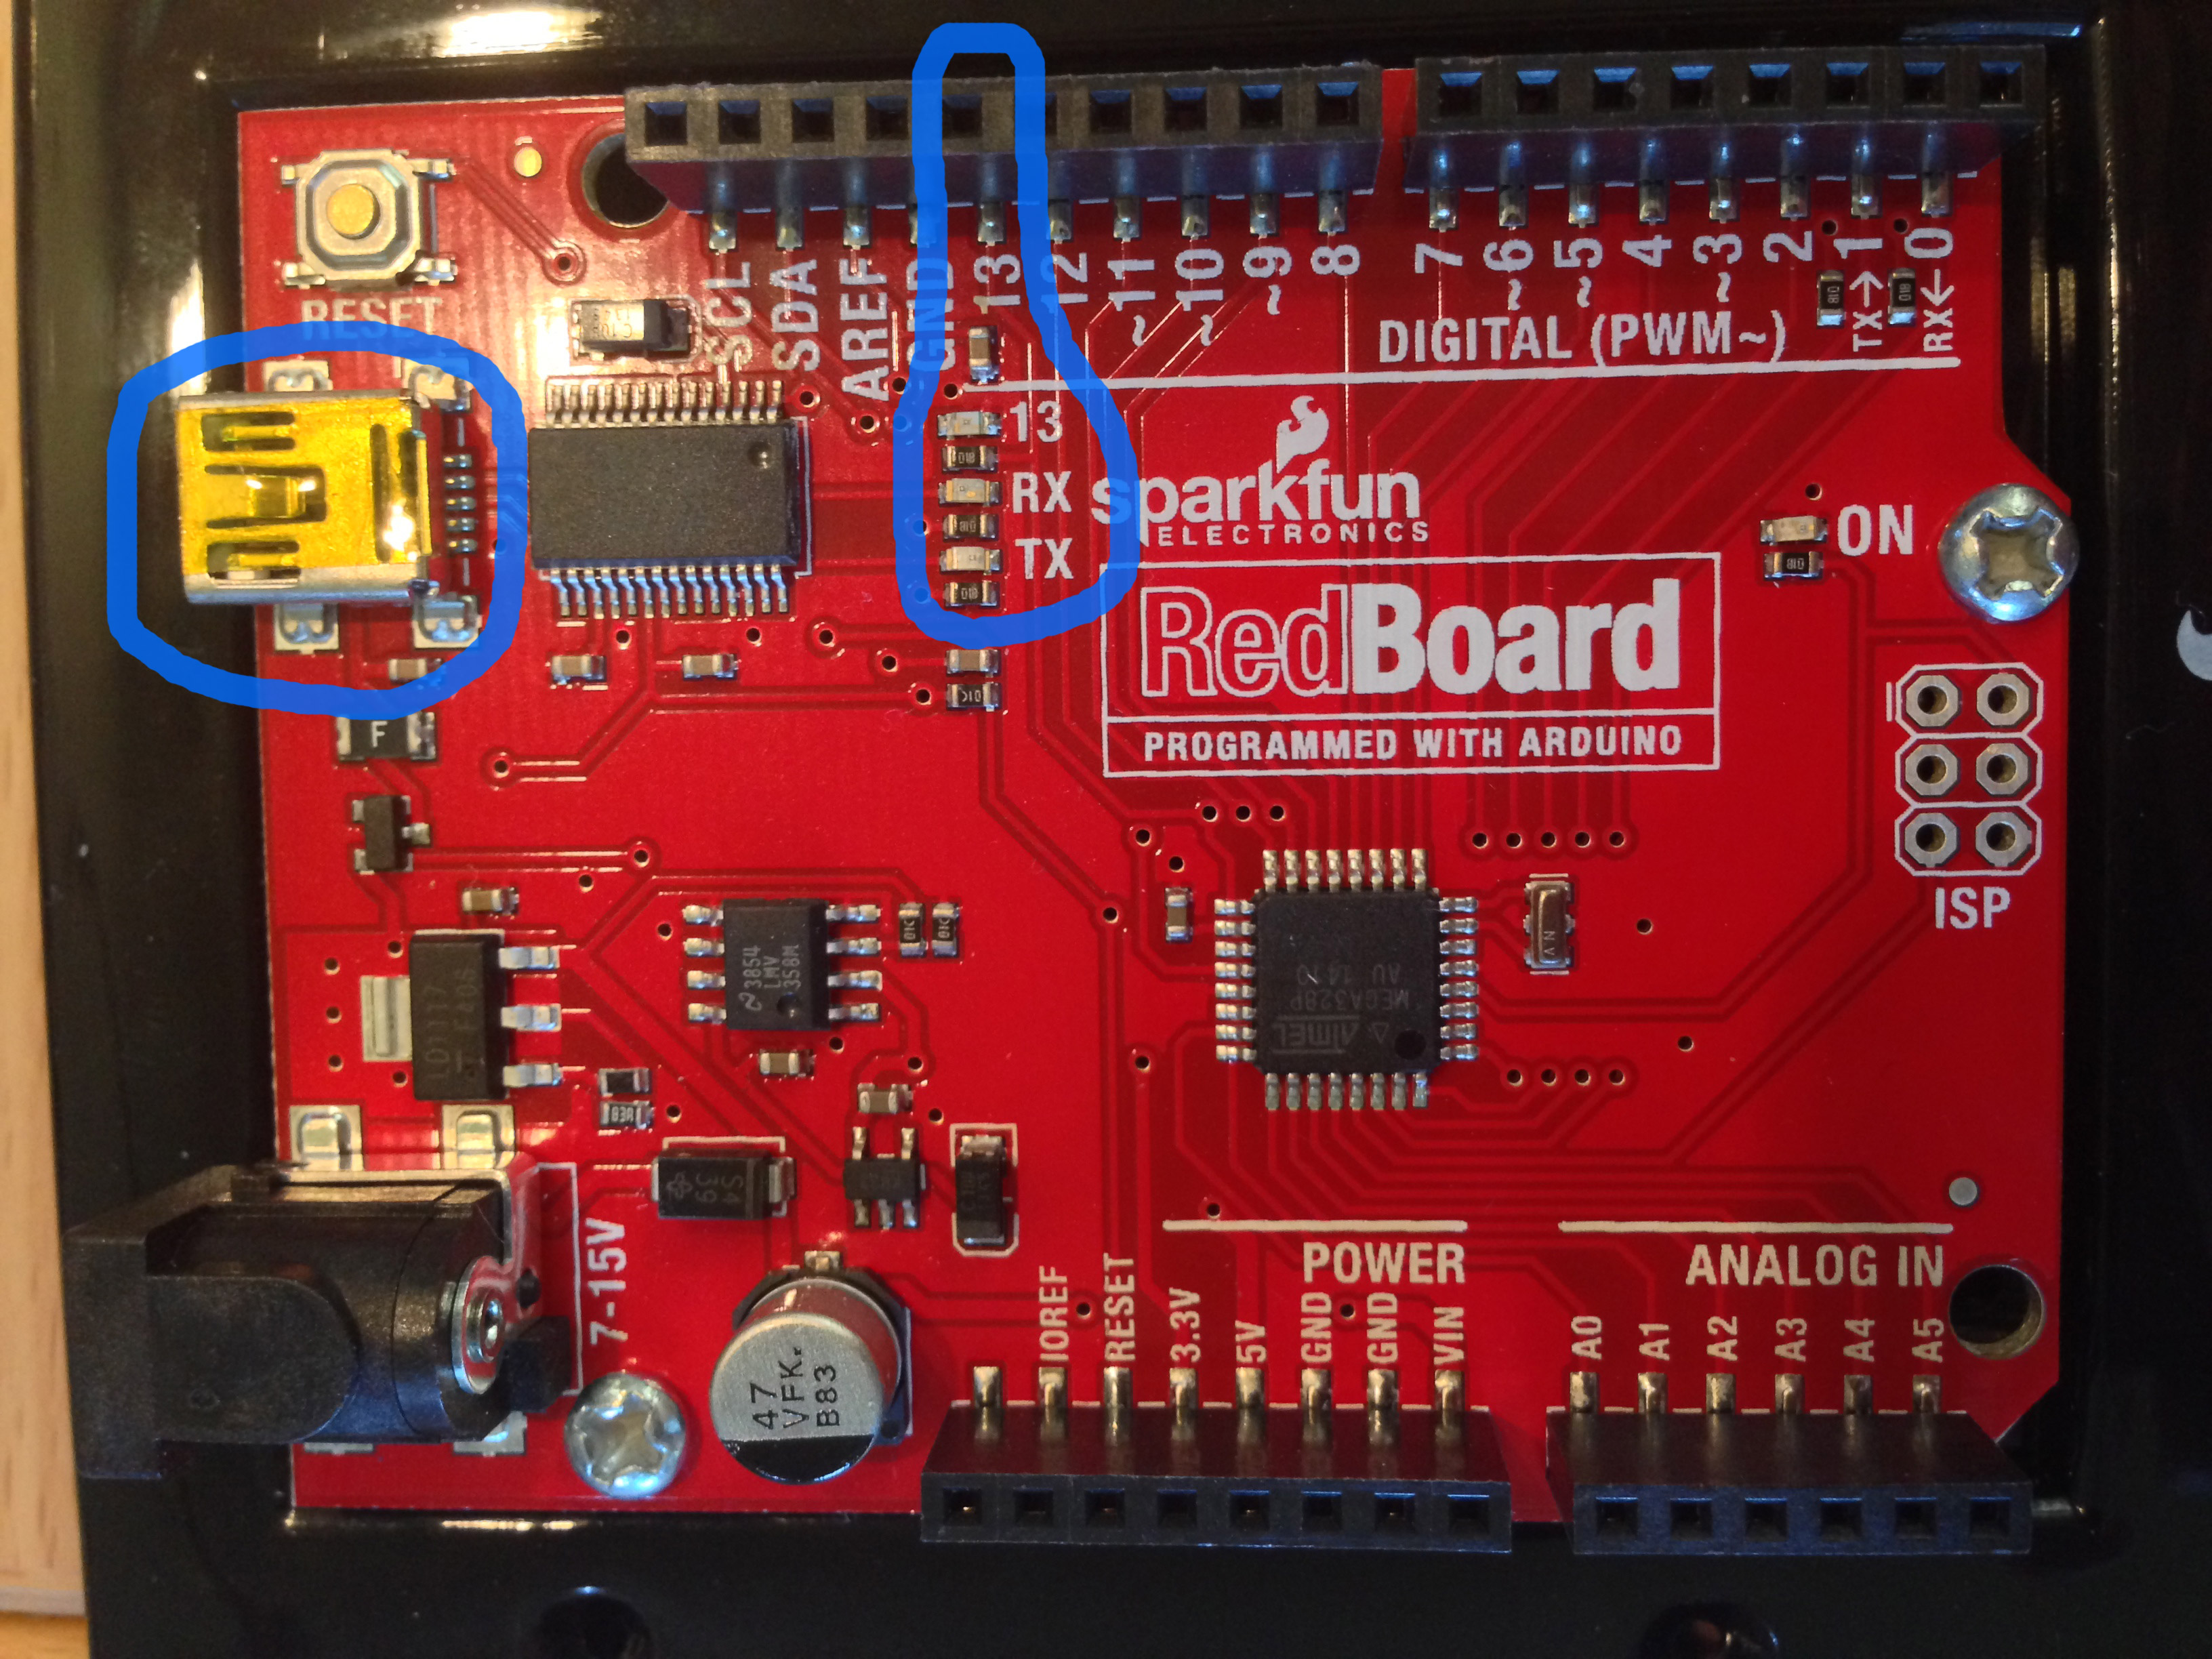 RESET
SCL
SDA
AREF
GND
13
12
~11
~10
~9
8
7
~6
~5
4
~3
2
TX→1
RX←0
DIGITAL (PWM~)
13
RX
TX
sparkfun
ELECTRONICS
ON
RedBoard
PROGRAMMED WITH ARDUINO
F
ISP
3854
LMV
358M
LD1117
ATMEL
MEGA328P
AU 1410
S4
39
7-15V
47
VFK.
B83
POWER
ANALOG IN
IOREF
RESET
3.3V
5V
GND
GND
VIN
A0
A1
A2
A3
A4
A5